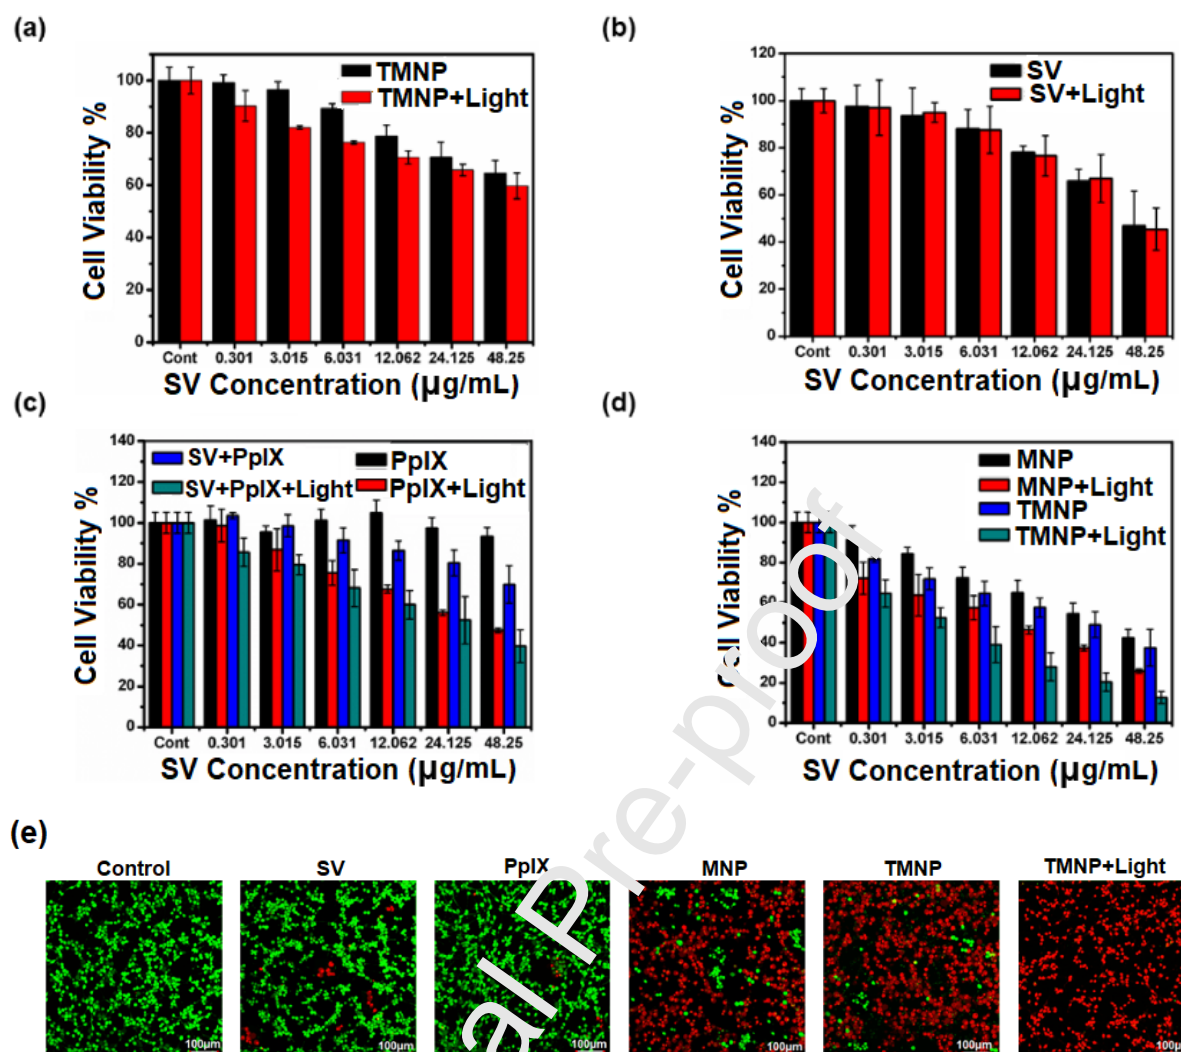 (a)
(b)
Cell Viability %
100
80
60
40
20
0
TMNP
TMNP+Light
Cont 0.301 3.015 6.031 12.062 24.125 48.25
SV Concentration (μg/mL)
Cell Viability %
120
100
80
60
40
20
0
SV
SV+Light
Cont 0.301 3.015 6.031 12.062 24.125 48.25
SV Concentration (μg/mL)
(c)
(d)
Cell Viability %
140
120
100
80
60
40
20
0
SV+PpIX
PpIX
SV+PpIX+Light
PpIX+Light
Cont 0.301 3.015 6.031 12.062 24.125 48.25
SV Concentration (μg/mL)
Cell Viability %
140
120
100
80
60
40
20
0
MNP
MNP+Light
TMNP
TMNP+Light
Cont 0.301 3.015 6.031 12.062 24.125 48.25
SV Concentration (μg/mL)
al Pre-proof
(e)
Control SV PpIX MNP TMNP TMNP+Light
100μm 100μm 100μm 100μm 100μm 100μm